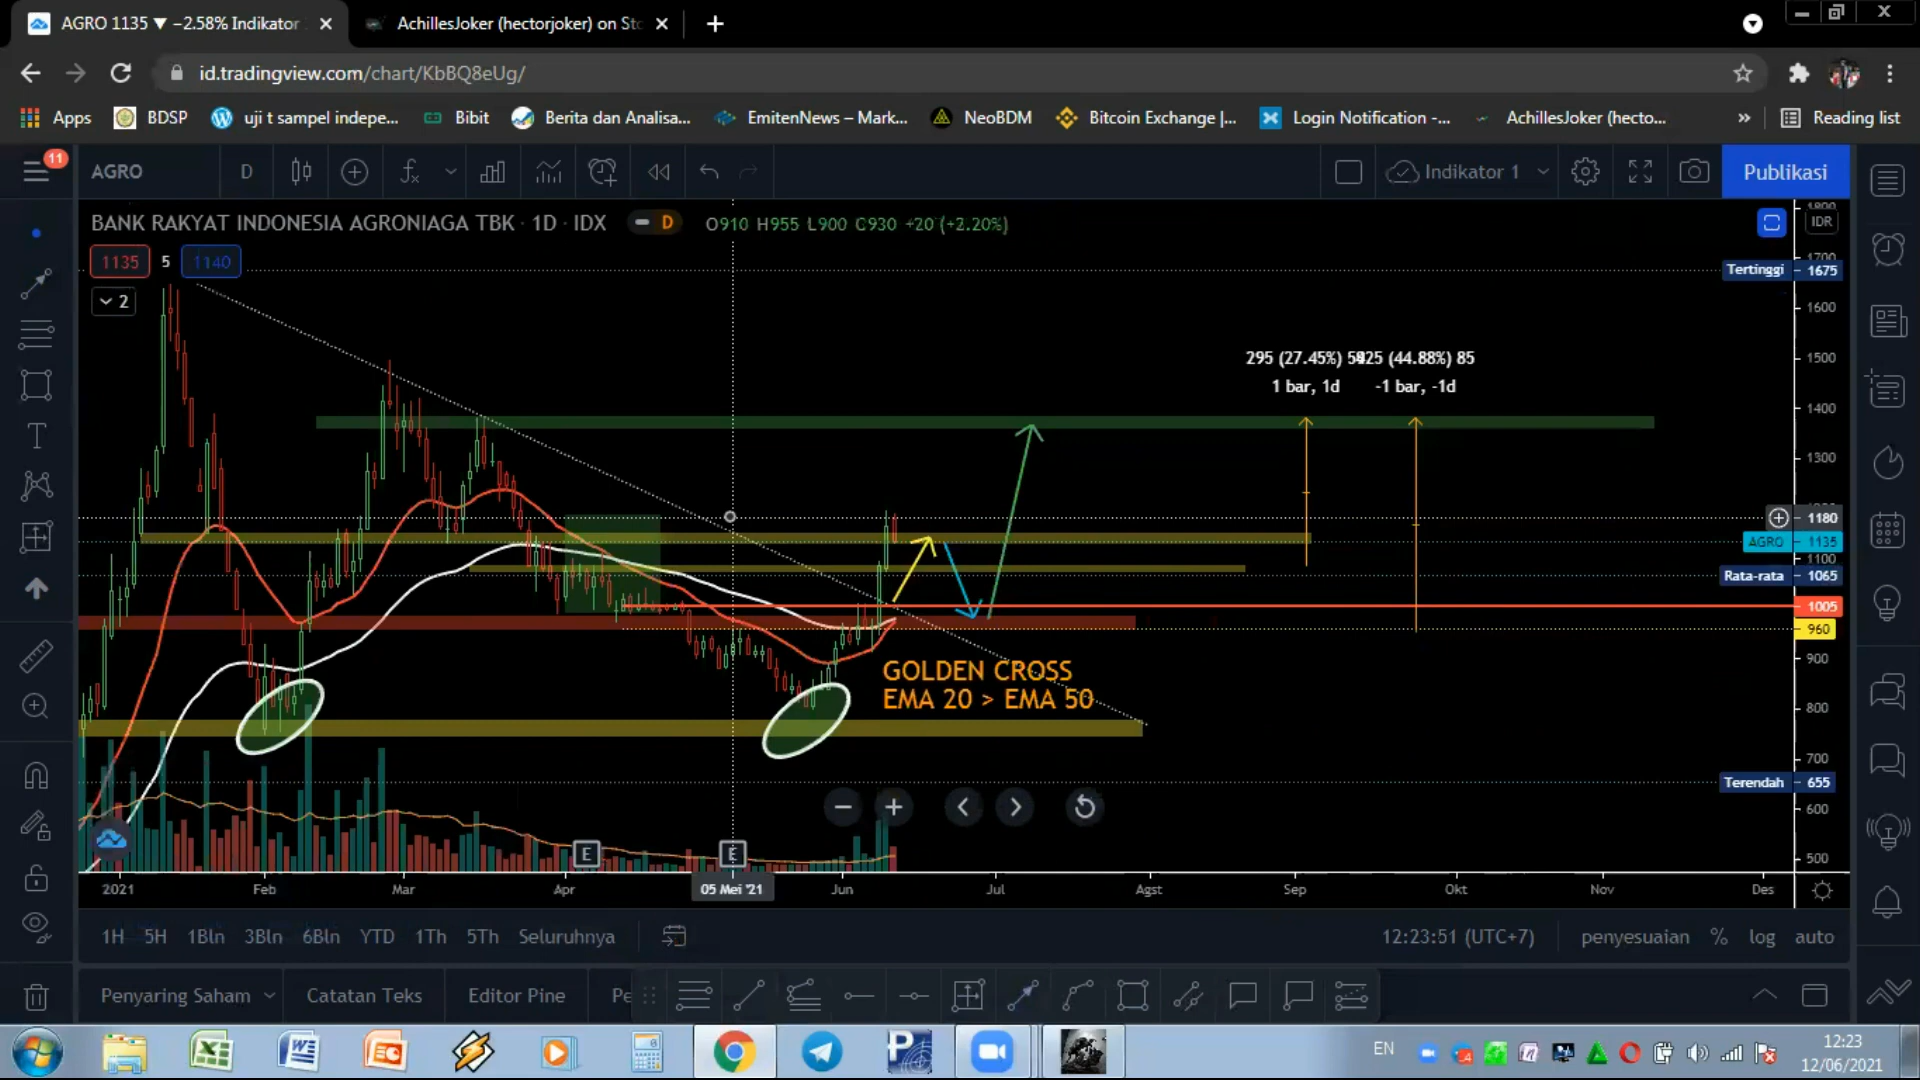 AGRO 1135 ▼ −2.58% Indikator
AchillesJoker (hectorjoker) on Sto
id.tradingview.com/chart/KbBQ8eUg/
Apps BDSP uji t sampel indepe... Bibit Berita dan Analisa... EmitenNews – Mark... NeoBDM Bitcoin Exchange |... Login Notification -... AchillesJoker (hecto... » Reading list
11
AGRO D Indikator 1 Publikasi
BANK RAKYAT INDONESIA AGRONIAGA TBK · 1D · IDX D O910 H955 L900 C930 +20 (+2.20%)
IDR
1135 5 1140
2
1800
1700
Tertinggi 1675
1600
1500
1400
1300
1180
AGRO 1135
1100
Rata-rata 1065
1005
960
900
800
700
Terendah 655
600
500
295 (27.45%) 59
425 (44.88%) 85
1 bar, 1d
-1 bar, -1d
GOLDEN CROSS
EMA 20 > EMA 50
E E
2021 Feb Mar Apr 05 Mei '21 Jun Jul Agst Sep Okt Nov Des
1H 5H 1Bln 3Bln 6Bln YTD 1Th 5Th Seluruhnya 12:23:51 (UTC+7) penyesuaian % log auto
Penyaring Saham Catatan Teks Editor Pine Pe
EN
12:23
12/06/2021